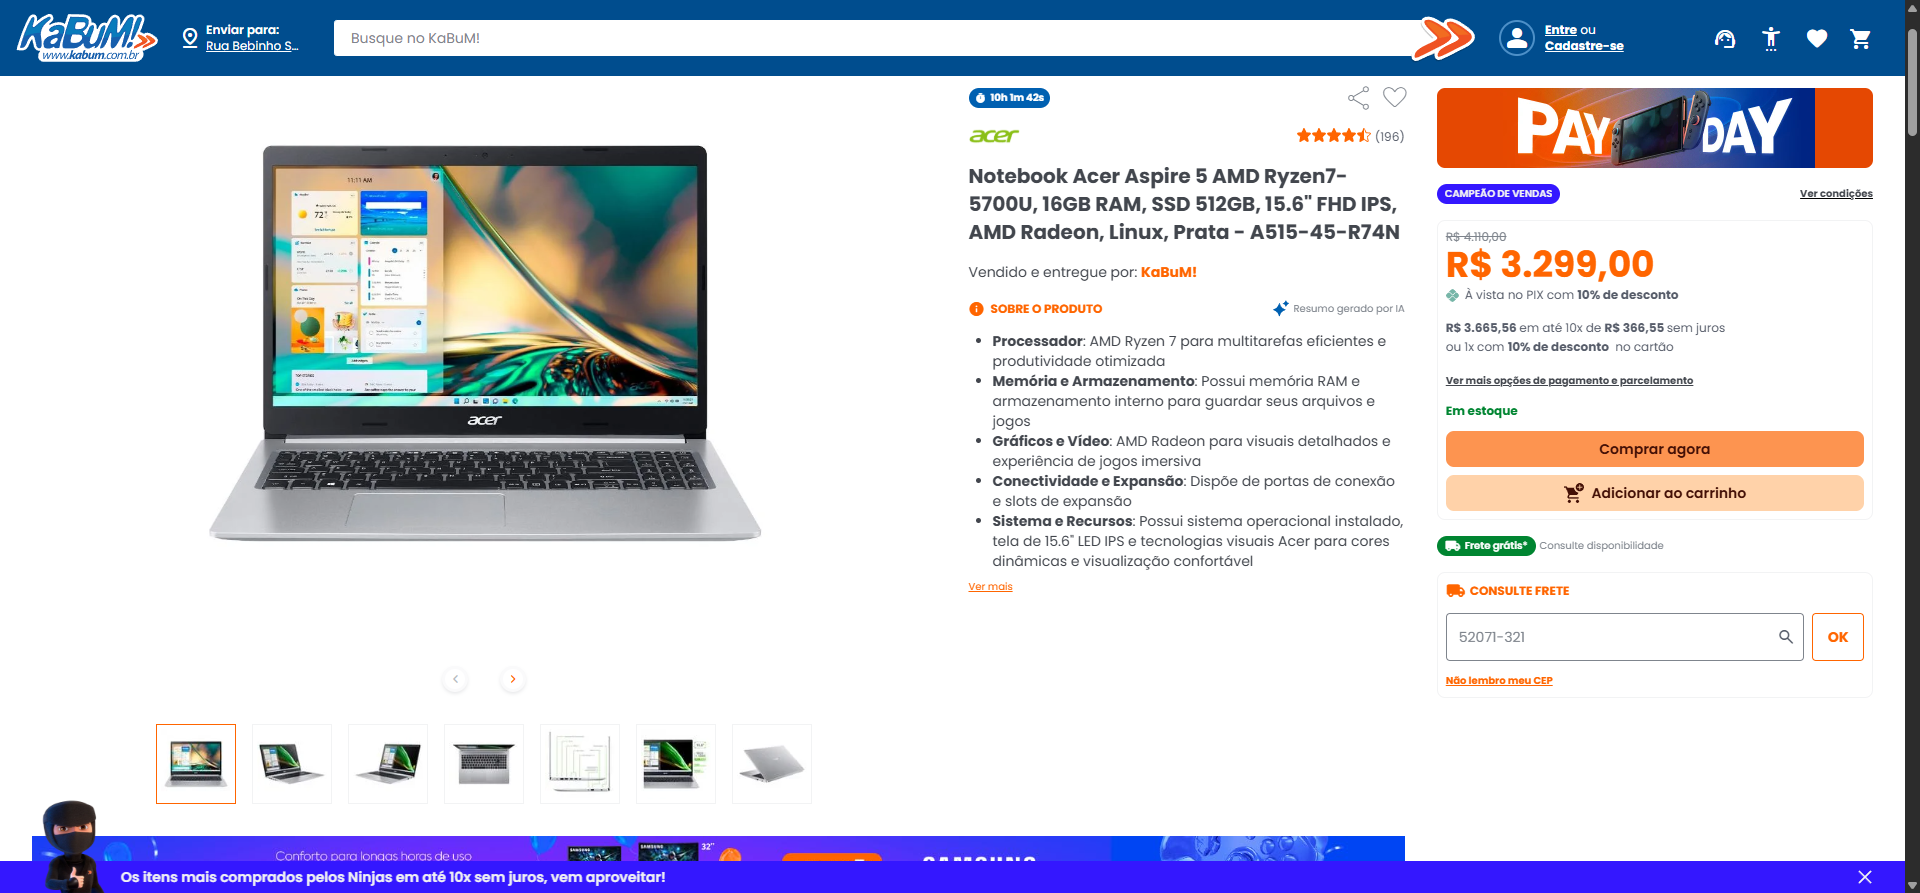 KaBuM!
www.kabum.com.br
Enviar para:
Rua Bebinho S...
Busque no KaBuM!
Entre ou
Cadastre-se
10h 1m 42s
acer
(196)
Notebook Acer Aspire 5 AMD Ryzen7-
5700U, 16GB RAM, SSD 512GB, 15.6" FHD IPS,
AMD Radeon, Linux, Prata - A515-45-R74N
Vendido e entregue por: KaBuM!
SOBRE O PRODUTO
Resumo gerado por IA
• Processador: AMD Ryzen 7 para multitarefas eficientes e
produtividade otimizada
• Memória e Armazenamento: Possui memória RAM e
armazenamento interno para guardar seus arquivos e
jogos
• Gráficos e Vídeo: AMD Radeon para visuais detalhados e
experiência de jogos imersiva
• Conectividade e Expansão: Dispõe de portas de conexão
e slots de expansão
• Sistema e Recursos: Possui sistema operacional instalado,
tela de 15.6" LED IPS e tecnologias visuais Acer para cores
dinâmicas e visualização confortável
Ver mais
PAY DAY
CAMPEÃO DE VENDAS
Ver condições
R$ 4.110,00
R$ 3.299,00
À vista no PIX com 10% de desconto
R$ 3.665,56 em até 10x de R$ 366,55 sem juros
ou 1x com 10% de desconto no cartão
Ver mais opções de pagamento e parcelamento
Em estoque
Comprar agora
Adicionar ao carrinho
Frete grátis*
Consulte disponibilidade
CONSULTE FRETE
52071-321
OK
Não lembro meu CEP
11:11 AM
72°
acer
Conforto para longas horas de uso
SAMSUNG
SAMSUNG
32"
SAMSUNG
Os itens mais comprados pelos Ninjas em até 10x sem juros, vem aproveitar!